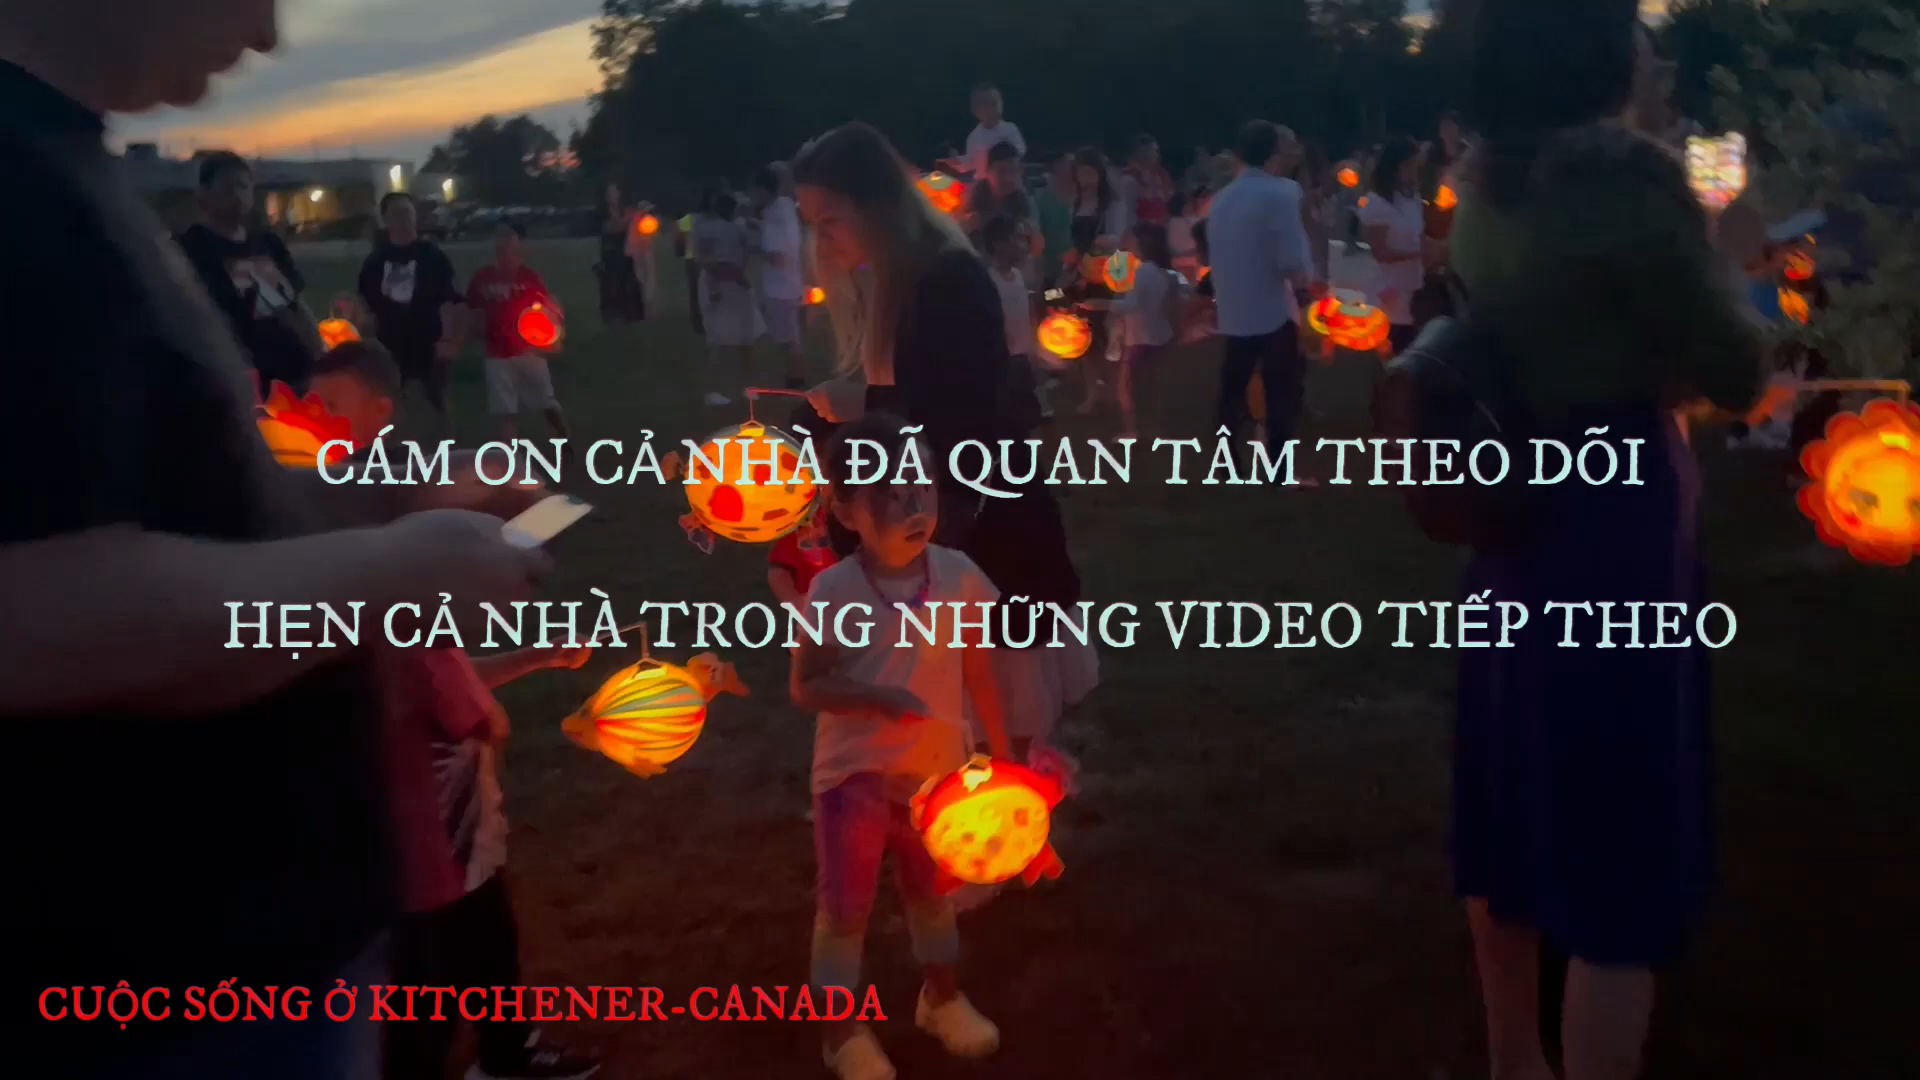 CÁM ƠN CẢ NHÀ ĐÃ QUAN TÂM THEO DÕI
HẸN CẢ NHÀ TRONG NHỮNG VIDEO TIẾP THEO
CUỘC SỐNG Ở KITCHENER-CANADA